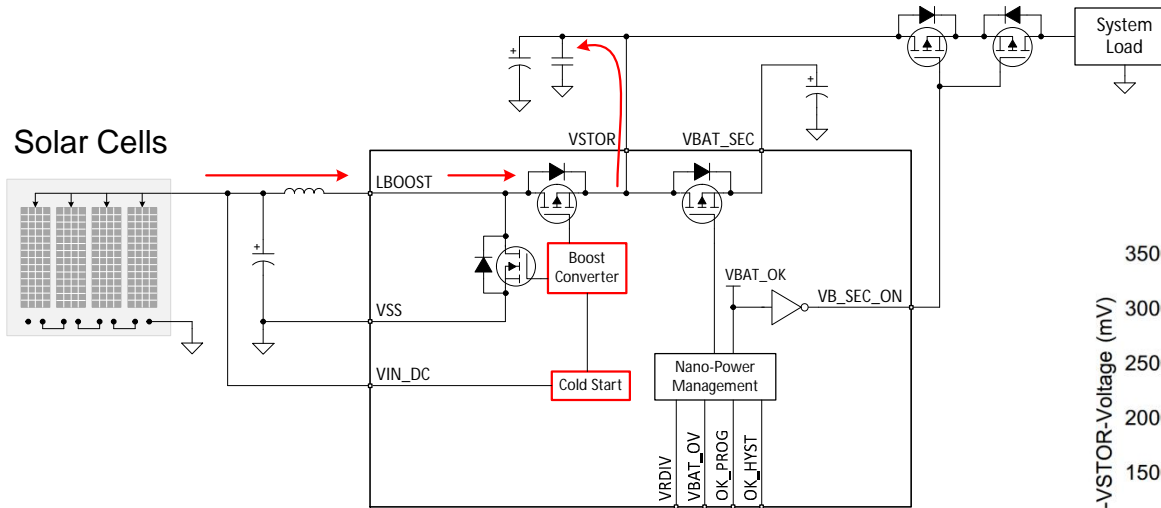 System
Load
+
+
VSTOR
VBAT_SEC
Solar Cells
LBOOST
Boost
Converter
+
VBAT_OK
VB_SEC_ON
VSS
Nano-Power
Management
VIN_DC
Cold Start
VRDIV
VBAT_OV
OK_PROG
OK_HYST
350
300
250
200
150
-VSTOR-Voltage (mV)